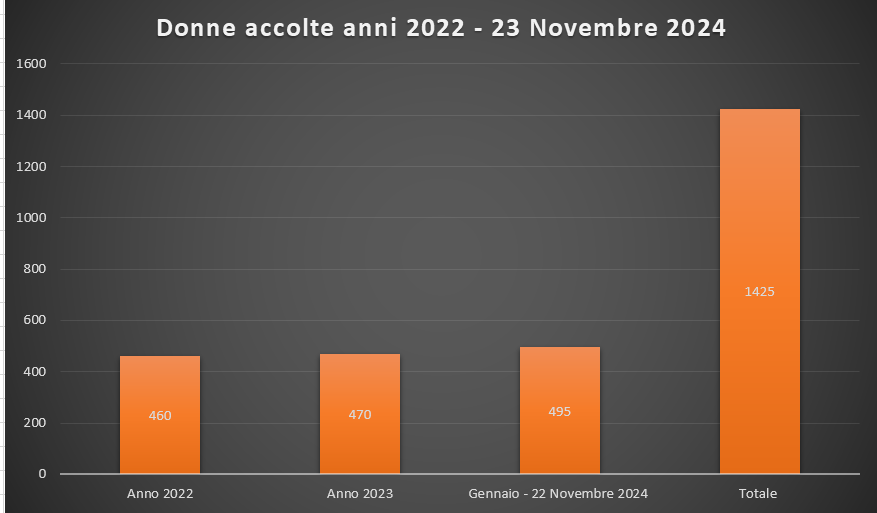 Donne accolte anni 2022 - 23 Novembre 2024
1600
1400
1200
1000
800
600
400
200
0
460
470
495
1425
Anno 2022
Anno 2023
Gennaio - 22 Novembre 2024
Totale